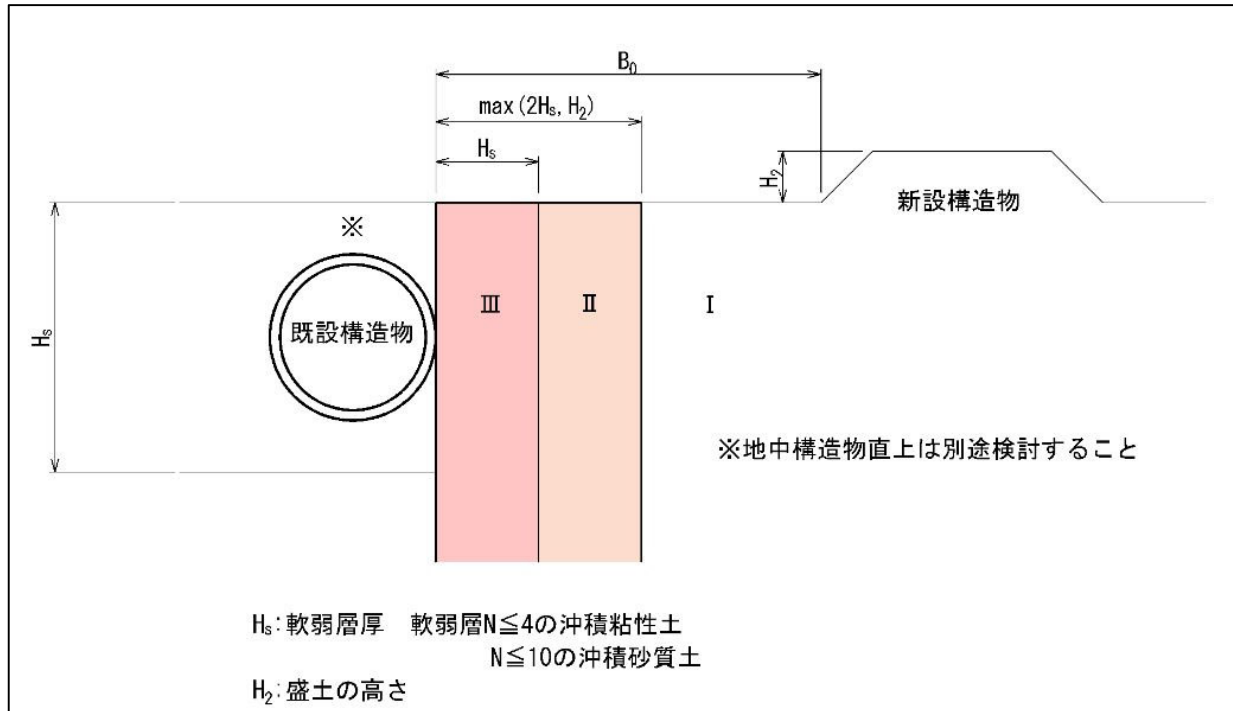 B₀
max(2Hₛ, H₂)
Hₛ
H₂
新設構造物
※
Ⅲ
Ⅱ
Ⅰ
既設構造物
Hₛ
※地中構造物直上は別途検討すること
Hₛ:軟弱層厚　軟弱層N≦4の沖積粘性土
N≦10の沖積砂質土
H₂:盛土の高さ